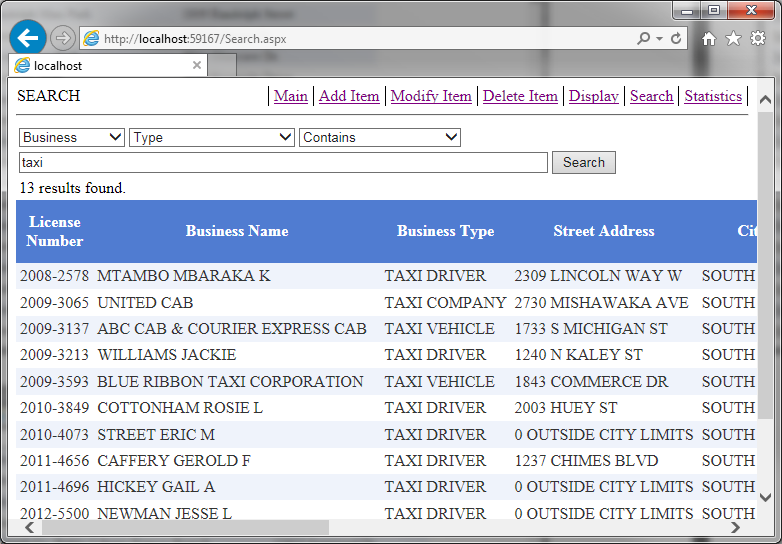 http://localhost:59167/Search.aspx
localhost
SEARCH Main Add Item Modify Item Delete Item Display Search Statistics
Business Type Contains
taxi Search
13 results found.
License Number Business Name Business Type Street Address Cit
2008-2578 MTAMBO MBARAKA K TAXI DRIVER 2309 LINCOLN WAY W SOUTH
2009-3065 UNITED CAB TAXI COMPANY 2730 MISHAWAKA AVE SOUTH
2009-3137 ABC CAB & COURIER EXPRESS CAB TAXI VEHICLE 1733 S MICHIGAN ST SOUTH
2009-3213 WILLIAMS JACKIE TAXI DRIVER 1240 N KALEY ST SOUTH
2009-3593 BLUE RIBBON TAXI CORPORATION TAXI VEHICLE 1843 COMMERCE DR SOUTH
2010-3849 COTTONHAM ROSIE L TAXI DRIVER 2003 HUEY ST SOUTH
2010-4073 STREET ERIC M TAXI DRIVER 0 OUTSIDE CITY LIMITS SOUTH
2011-4656 CAFFERY GEROLD F TAXI DRIVER 1237 CHIMES BLVD SOUTH
2011-4696 HICKEY GAIL A TAXI DRIVER 0 OUTSIDE CITY LIMITS SOUTH
2012-5500 NEWMAN JESSE L TAXI DRIVER 0 OUTSIDE CITY LIMITS SOUTH